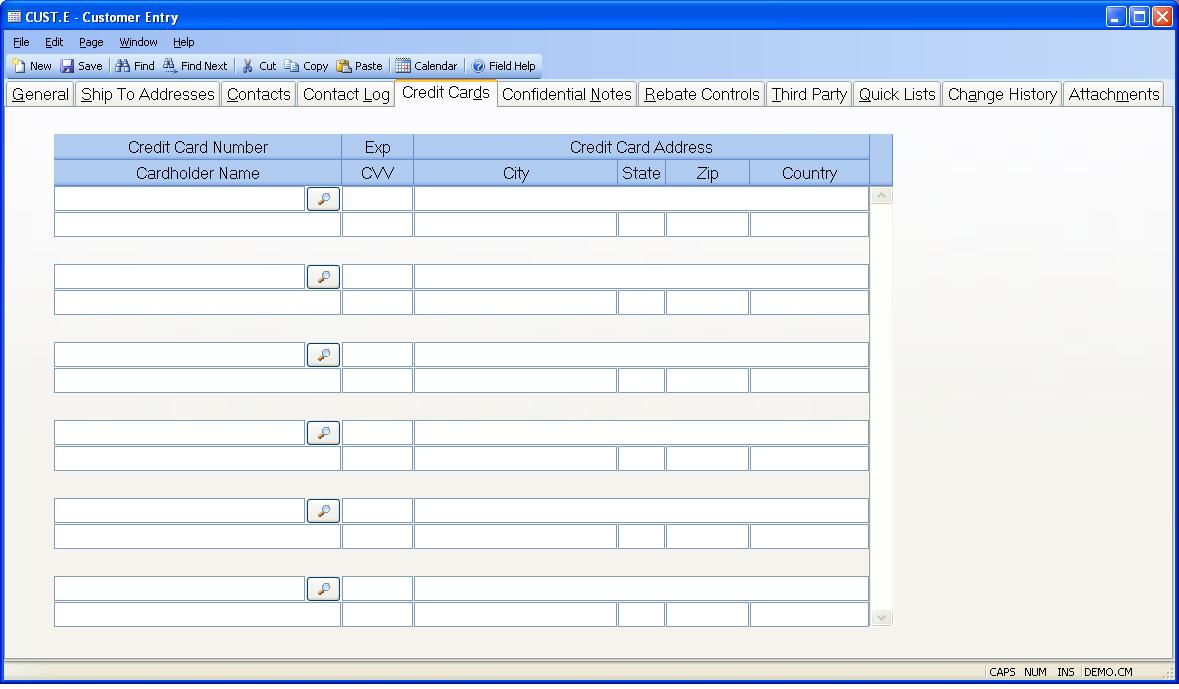 CUST.E - Customer Entry
File Edit Page Window Help
New Save Find Find Next Cut Copy Paste Calendar Field Help
General Ship To Addresses Contacts Contact Log Credit Cards Confidential Notes Rebate Controls Third Party Quick Lists Change History Attachments
Credit Card Number Exp Credit Card Address
Cardholder Name CVV City State Zip Country
CAPS NUM INS DEMO.CM